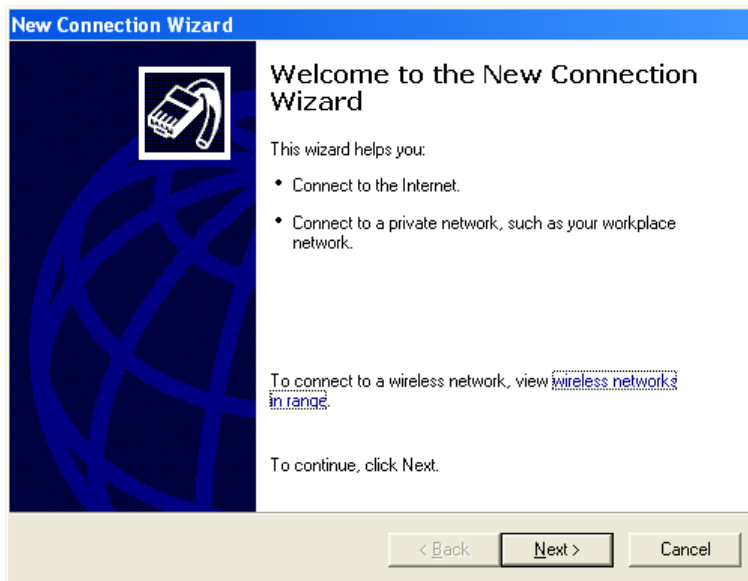 New Connection Wizard
Welcome to the New Connection
Wizard
This wizard helps you:
• Connect to the Internet.
• Connect to a private network, such as your workplace
network.
To connect to a wireless network, view wireless networks
in range.
To continue, click Next.
< Back Next > Cancel